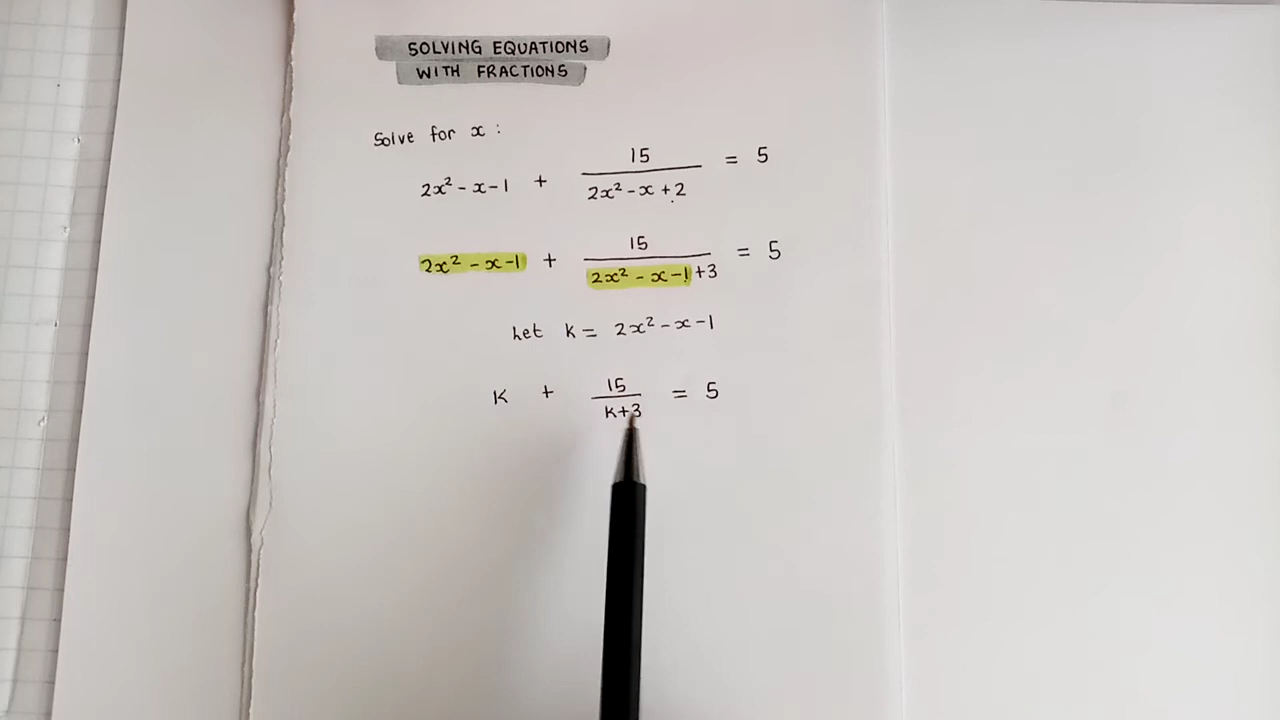 SOLVING EQUATIONS
WITH FRACTIONS
Solve for x :
2x² - x - 1 + 15/(2x² - x + 2) = 5
2x² - x - 1 + 15/(2x² - x - 1 + 3) = 5
Let k = 2x² - x - 1
k + 15/(k+3) = 5